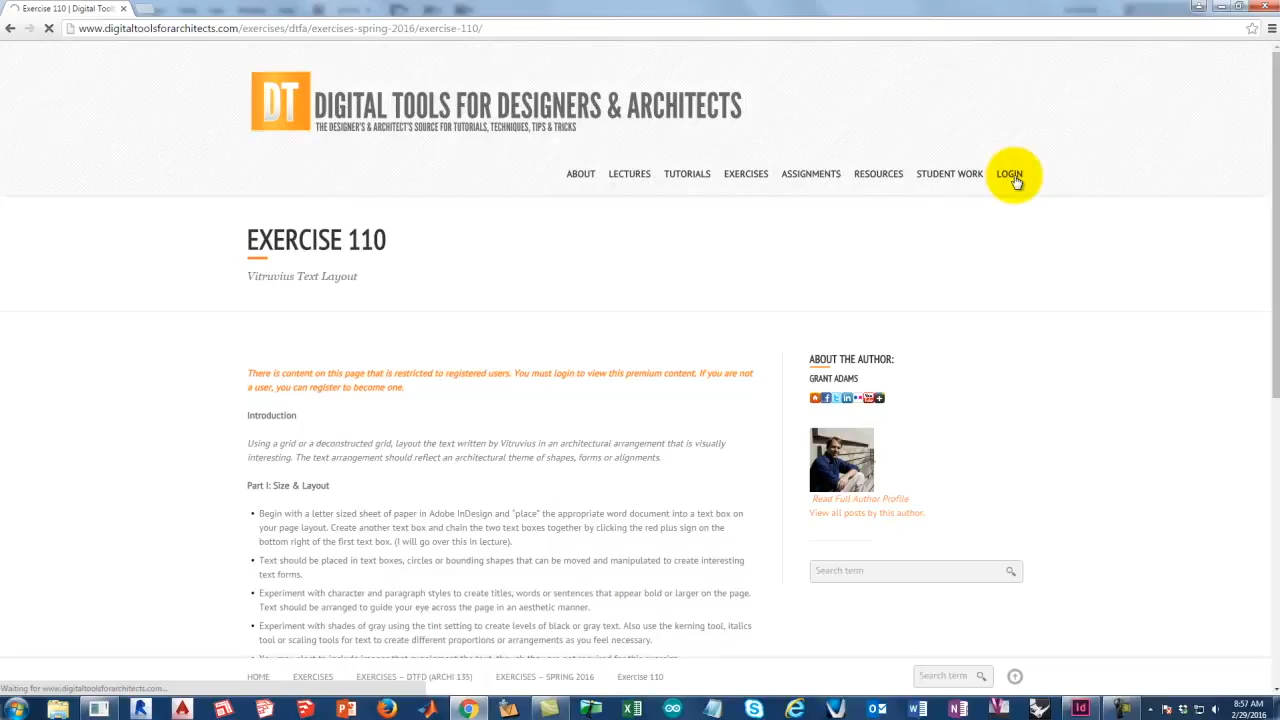 Exercise 110 | Digital Tools
www.digitaltoolsforarchitects.com/exercises/dtfa/exercises-spring-2016/exercise-110/
DT
DIGITAL TOOLS FOR DESIGNERS & ARCHITECTS
THE DESIGNER'S & ARCHITECT'S SOURCE FOR TUTORIALS, TECHNIQUES, TIPS & TRICKS
ABOUT LECTURES TUTORIALS EXERCISES ASSIGNMENTS RESOURCES STUDENT WORK LOGIN
EXERCISE 110
Vitruvius Text Layout
There is content on this page that is restricted to registered users. You must login to view this premium content. If you are not
a user, you can register to become one.
Introduction
Using a grid or a deconstructed grid, layout the text written by Vitruvius in an architectural arrangement that is visually
interesting. The text arrangement should reflect an architectural theme of shapes, forms or alignments.
Part I: Size & Layout
Begin with a letter sized sheet of paper in Adobe InDesign and "place" the appropriate word document into a text box on
your page layout. Create another text box and chain the two text boxes together by clicking the red plus sign on the
bottom right of the first text box. (I will go over this in lecture).
Text should be placed in text boxes, circles or bounding shapes that can be moved and manipulated to create interesting
text forms.
Experiment with character and paragraph styles to create titles, words or sentences that appear bold or larger on the page.
Text should be arranged to guide your eye across the page in an aesthetic manner.
Experiment with shades of gray using the tint setting to create levels of black or gray text. Also use the kerning tool, italics
tool or scaling tools for text to create different proportions or arrangements as you feel necessary.
ABOUT THE AUTHOR:
GRANT ADAMS
Read Full Author Profile
View all posts by this author.
Search term
HOME EXERCISES EXERCISES – DTFD (ARCHI 135) EXERCISES – SPRING 2016 Exercise 110
Search term
Waiting for www.digitaltoolsforarchitects.com...
8:57 AM
2/29/2016